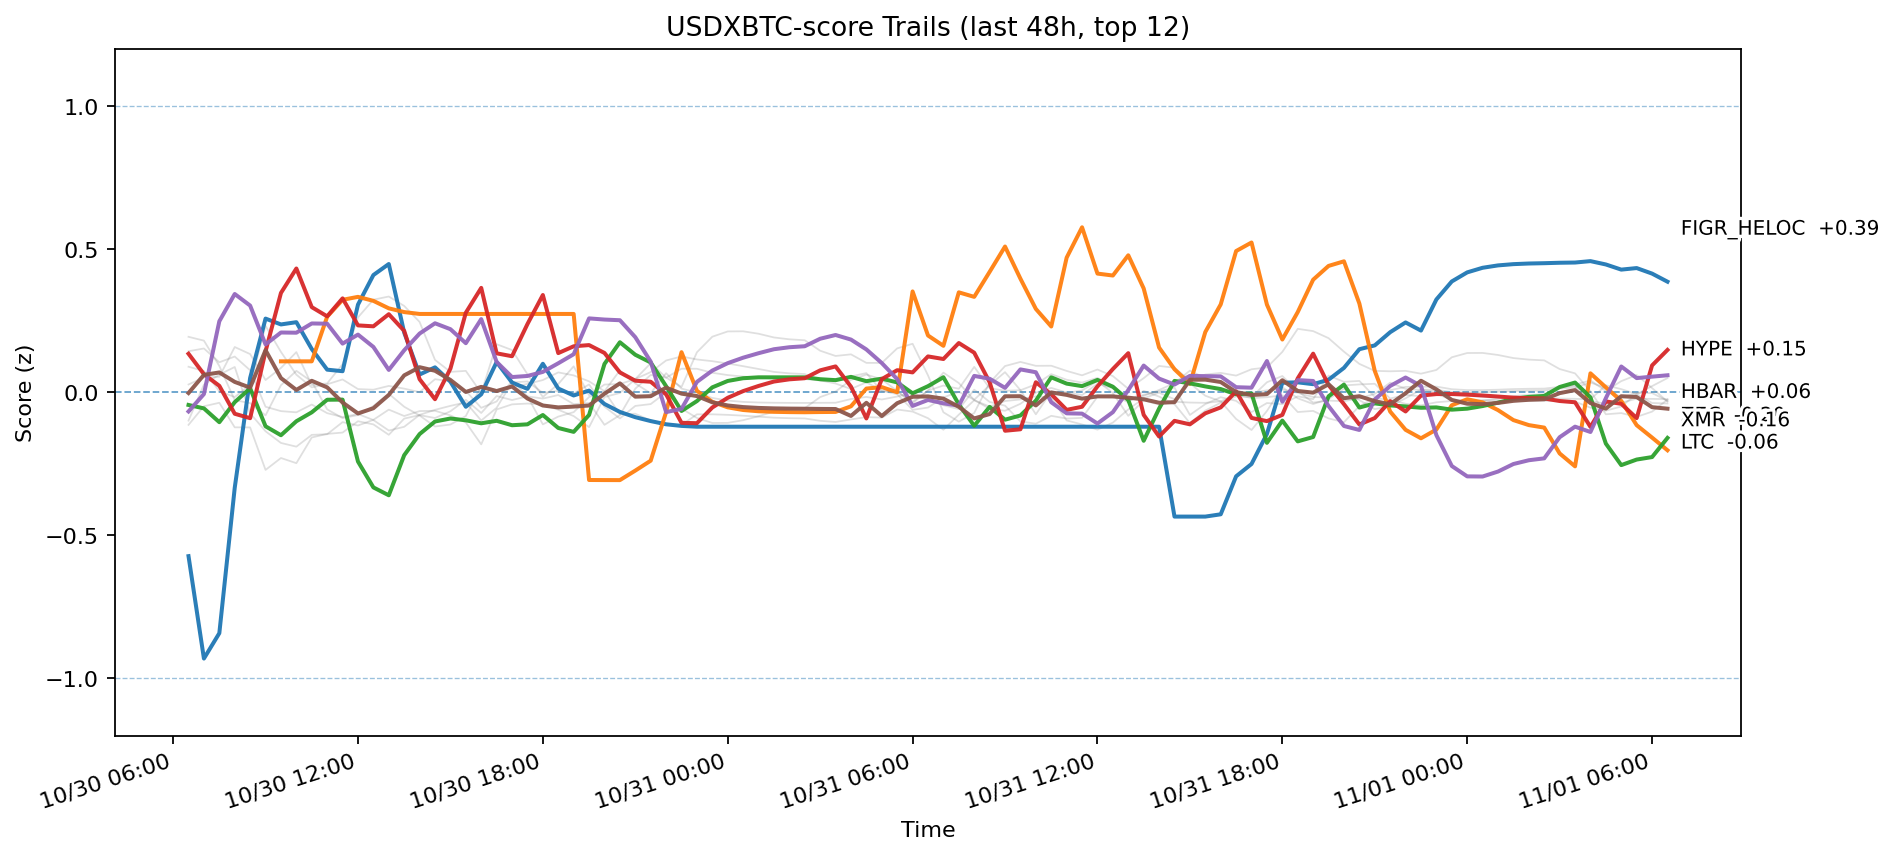 USDXBTC-score Trails (last 48h, top 12)
Score (z)
1.0
0.5
0.0
−0.5
−1.0
FIGR_HELOC +0.39
HYPE +0.15
HBAR +0.06
XMR -0.16
LTC -0.06
10/30 06:00
10/30 12:00
10/30 18:00
10/31 00:00
10/31 06:00
10/31 12:00
10/31 18:00
11/01 00:00
11/01 06:00
Time